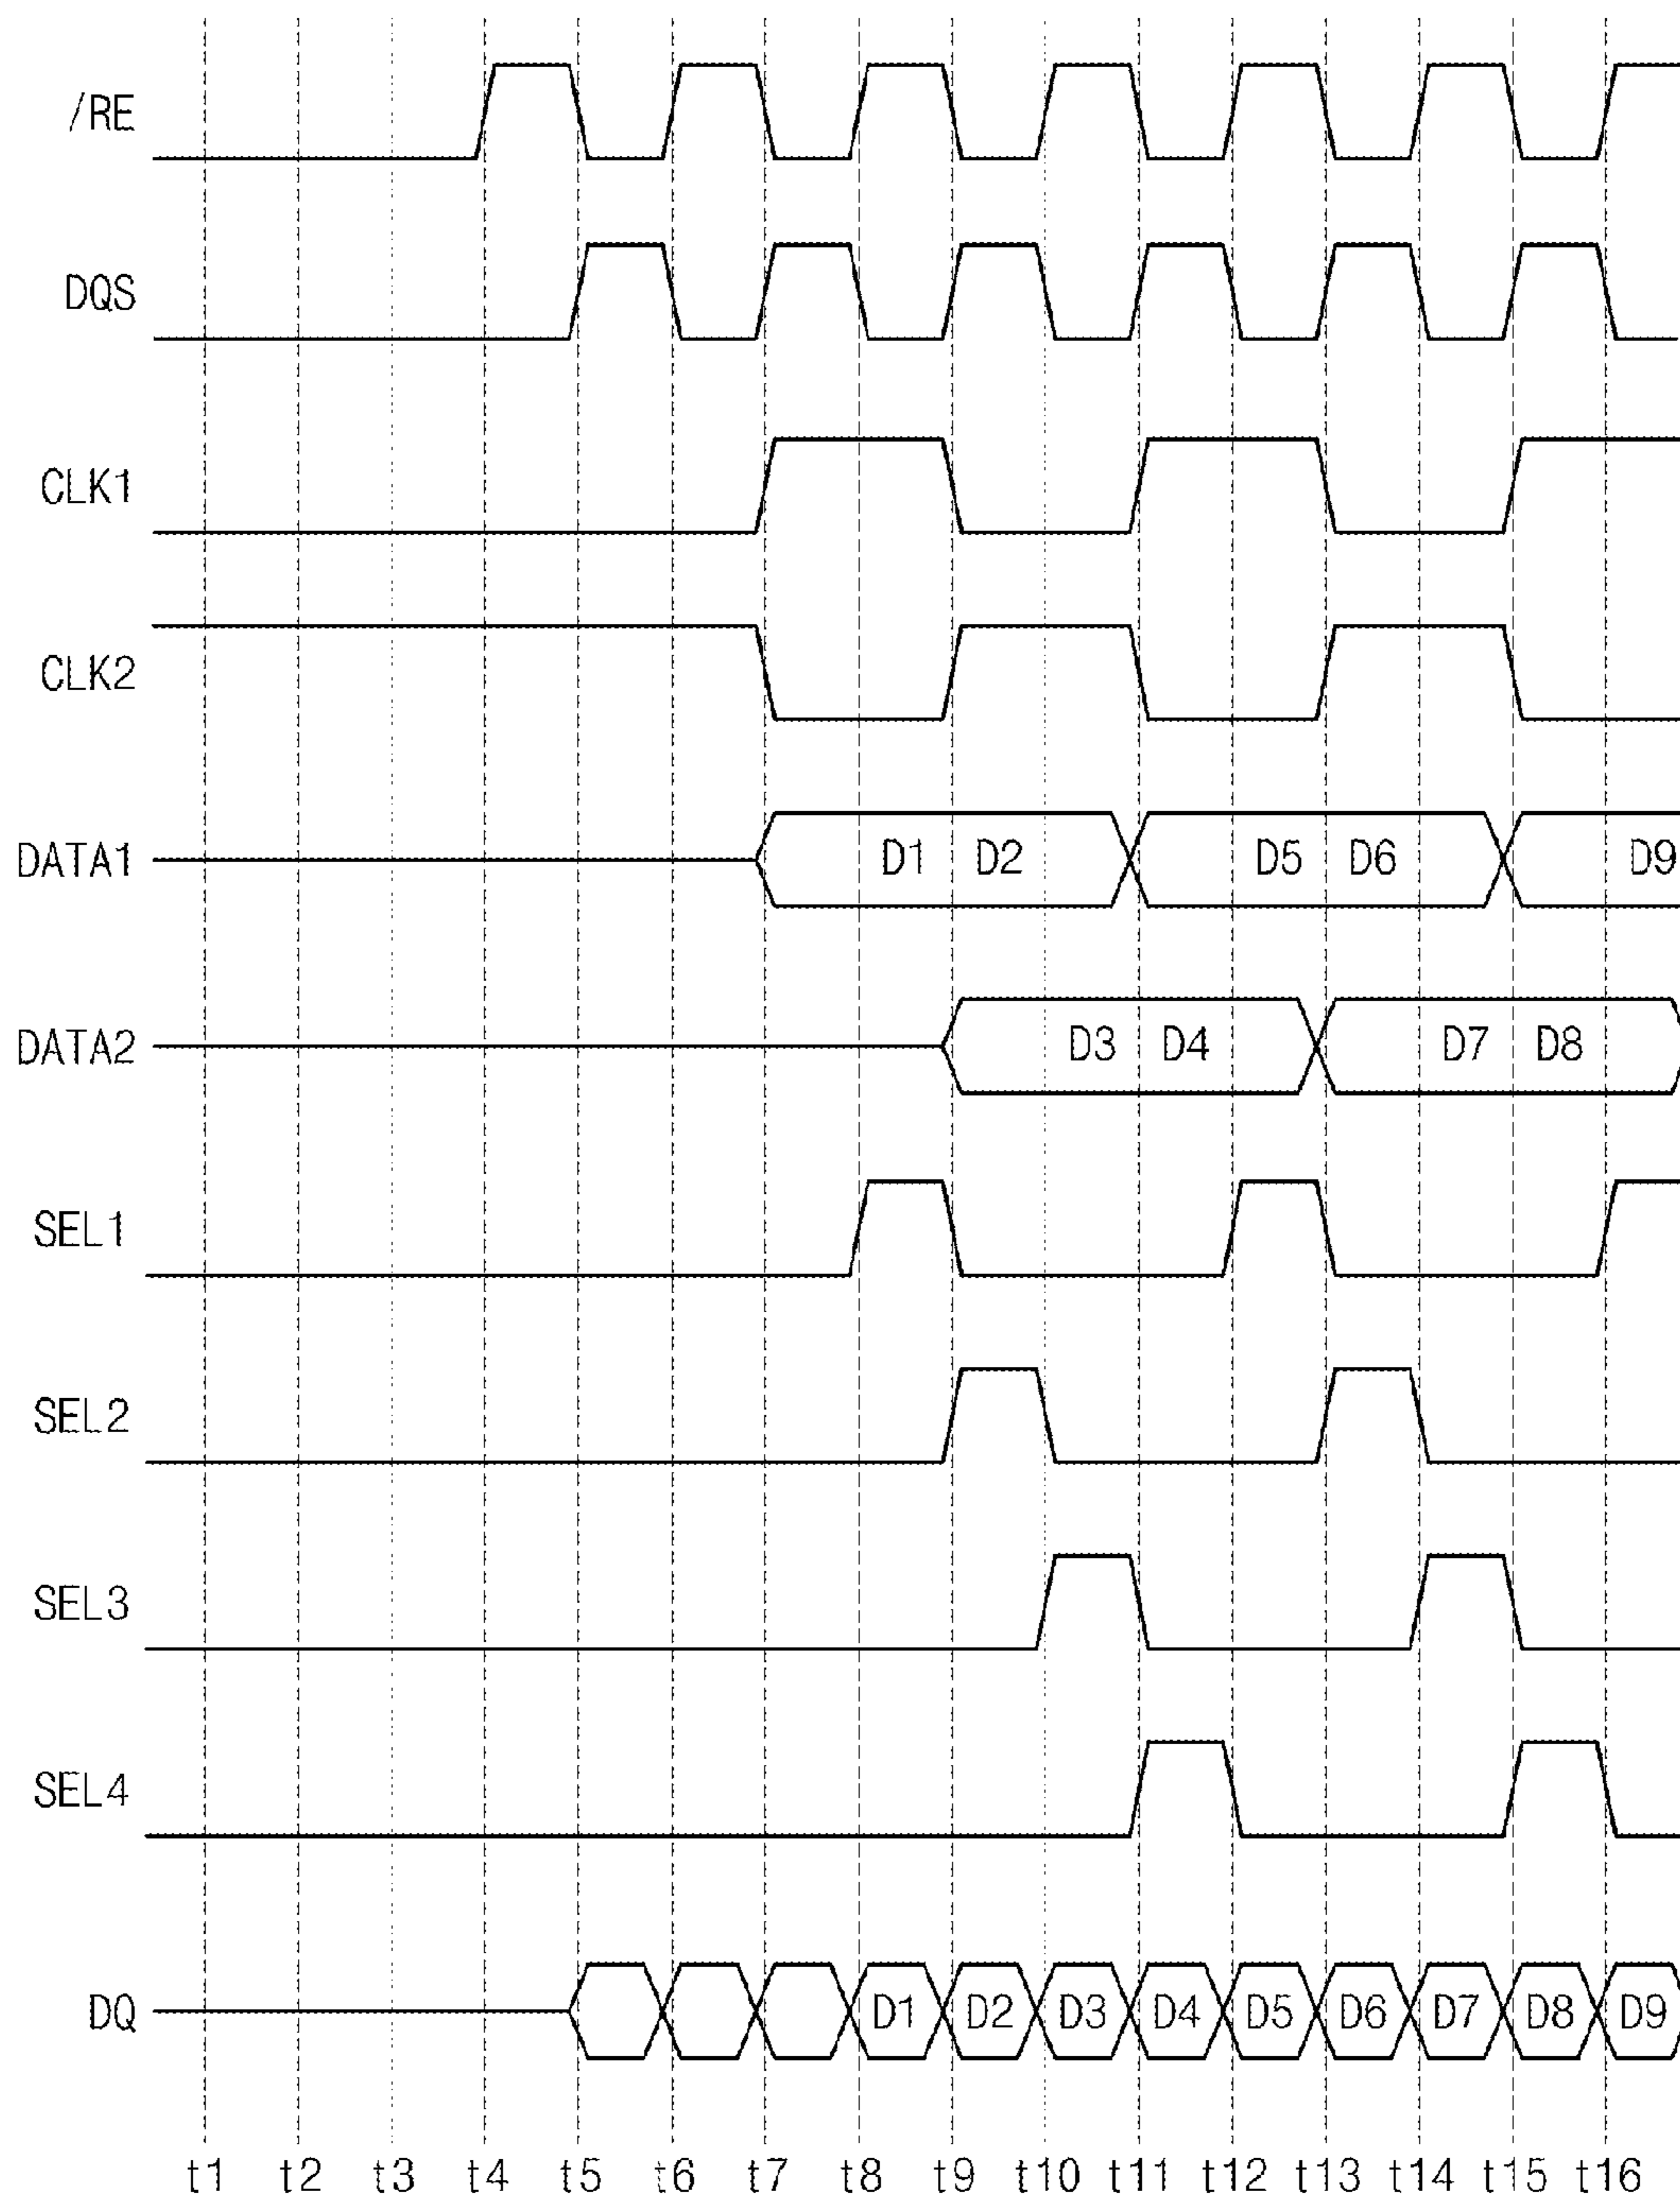 /RE
DQS
CLK1
CLK2
DATA1 D1 D2 D5 D6 D9
DATA2 D3 D4 D7 D8
SEL1
SEL2
SEL3
SEL4
DQ D1 D2 D3 D4 D5 D6 D7 D8 D9
t1 t2 t3 t4 t5 t6 t7 t8 t9 t10 t11 t12 t13 t14 t15 t16